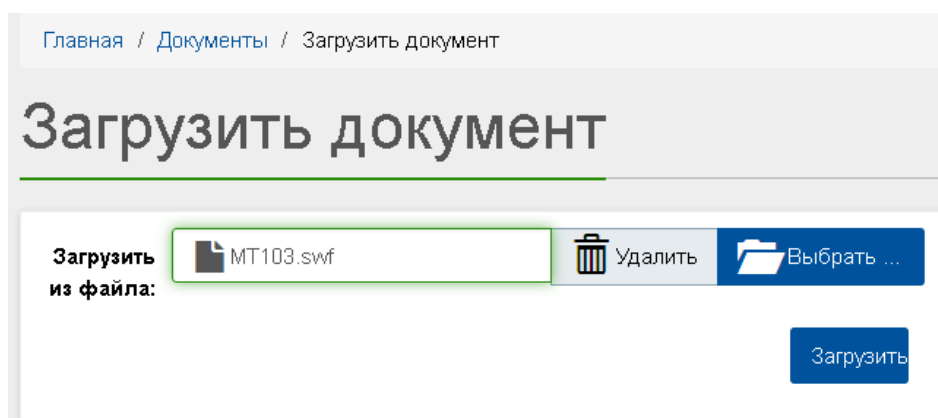 Главная / Документы / Загрузить документ
Загрузить документ
Загрузить из файла:
MT103.swf
Удалить
Выбрать ...
Загрузить